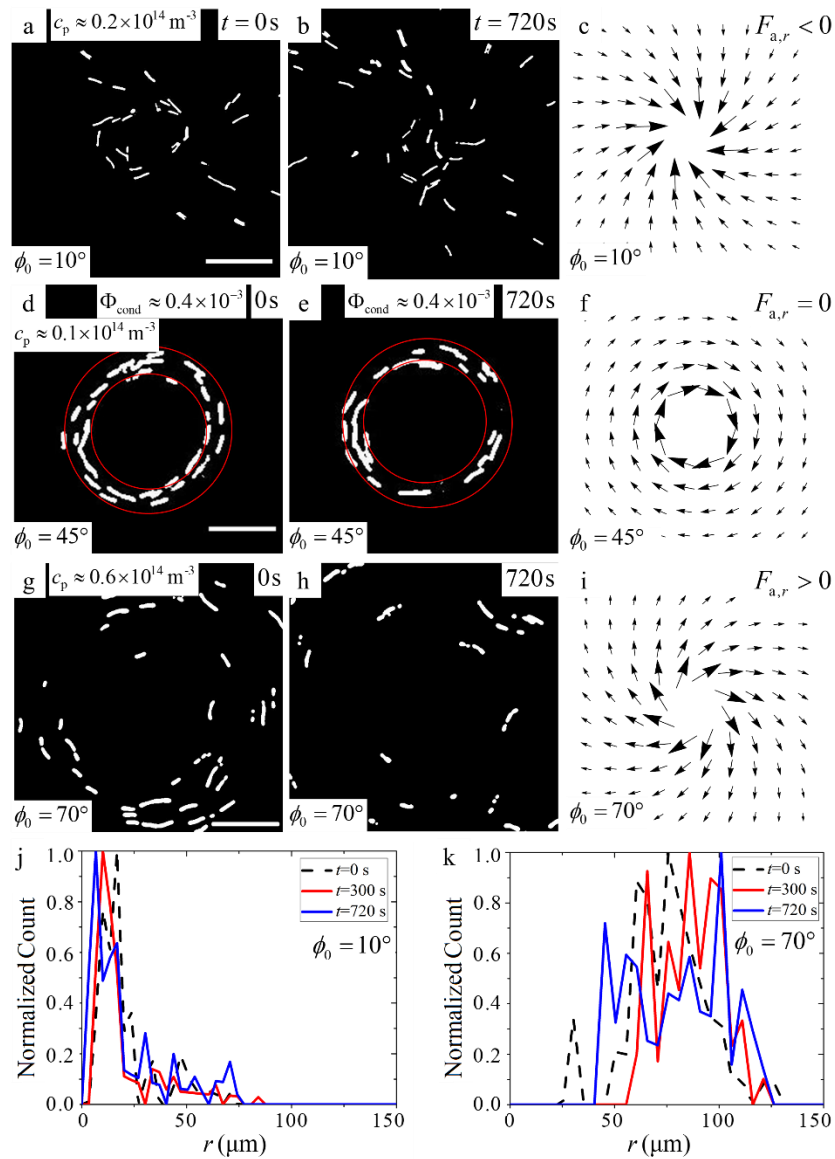 a c_p ≈ 0.2×10^14 m^-3 t = 0s
b t = 720s
c F_a,r < 0
ϕ_0 = 10°
ϕ_0 = 10°
ϕ_0 = 10°
d Φ_cond ≈ 0.4×10^-3 0s
c_p ≈ 0.1×10^14 m^-3
e Φ_cond ≈ 0.4×10^-3 720s
f F_a,r = 0
ϕ_0 = 45°
ϕ_0 = 45°
ϕ_0 = 45°
g c_p ≈ 0.6×10^14 m^-3 0s
h 720s
i F_a,r > 0
ϕ_0 = 70°
ϕ_0 = 70°
ϕ_0 = 70°
j
1.0
0.8
0.6
0.4
0.2
0.0
Normalized Count
t=0 s
t=300 s
t=720 s
ϕ_0 = 10°
0 50 100 150
r (μm)
k
1.0
0.8
0.6
0.4
0.2
0.0
Normalized Count
t=0 s
t=300 s
t=720 s
ϕ_0 = 70°
0 50 100 150
r (μm)